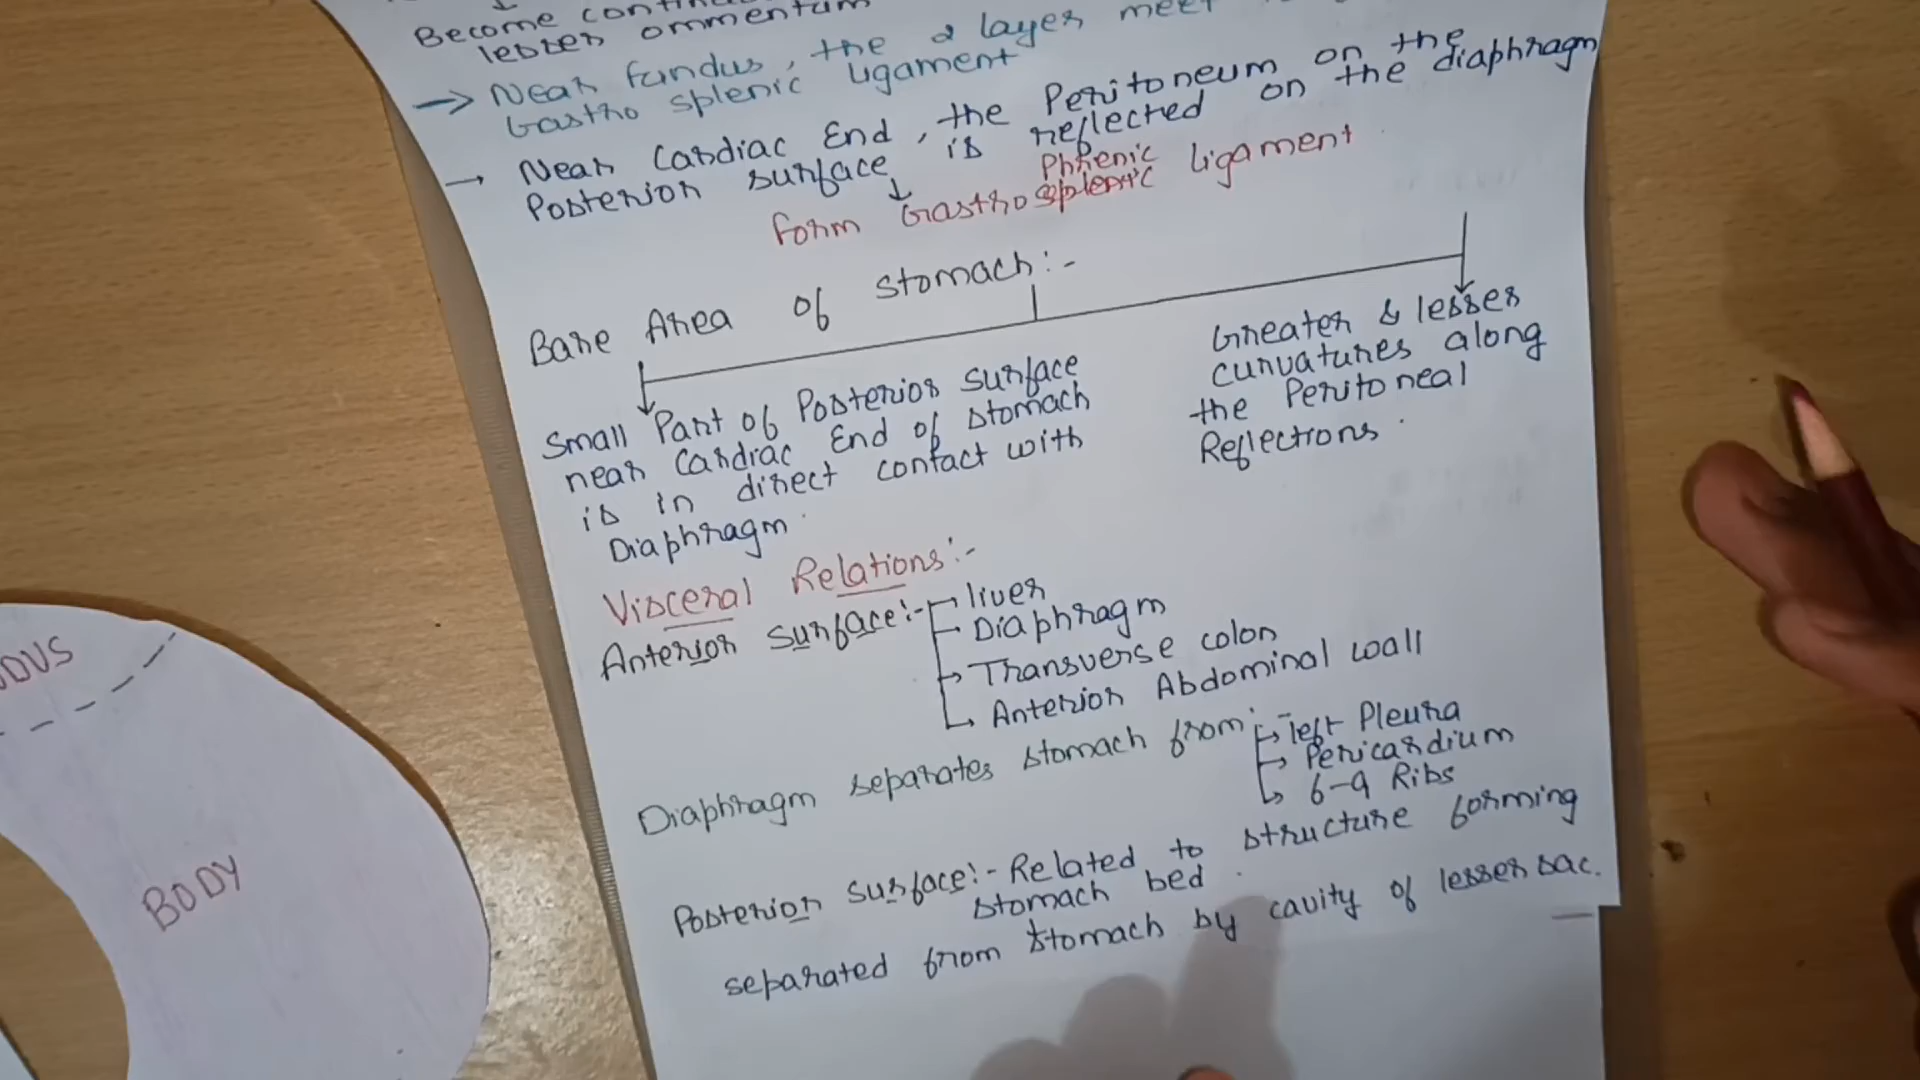 Become
lesser ommentum
→ Near fundus, the 2 layer meet
Gastro splenic ligament
→ Near Cardiac End, the Peritoneum on the
Posterior surface is reflected on the diaphragm
↓ Phrenic
form Gastrosplenic ligament
Bare Area of stomach:-
Small Part of Posterior surface
near Cardiac End of stomach
is in direct contact with
Diaphragm
Greater & lesser
curvatures along
the Peritoneal
Reflections.
Visceral Relations:-
Anterior surface:- liver
Diaphragm
Transverse colon
Anterior Abdominal wall
Diaphragm separates stomach from:- left Pleura
Pericardium
6-9 Ribs
Posterior surface:- Related to structure forming
stomach bed.
separated from stomach by cavity of lesser sac.
BODY